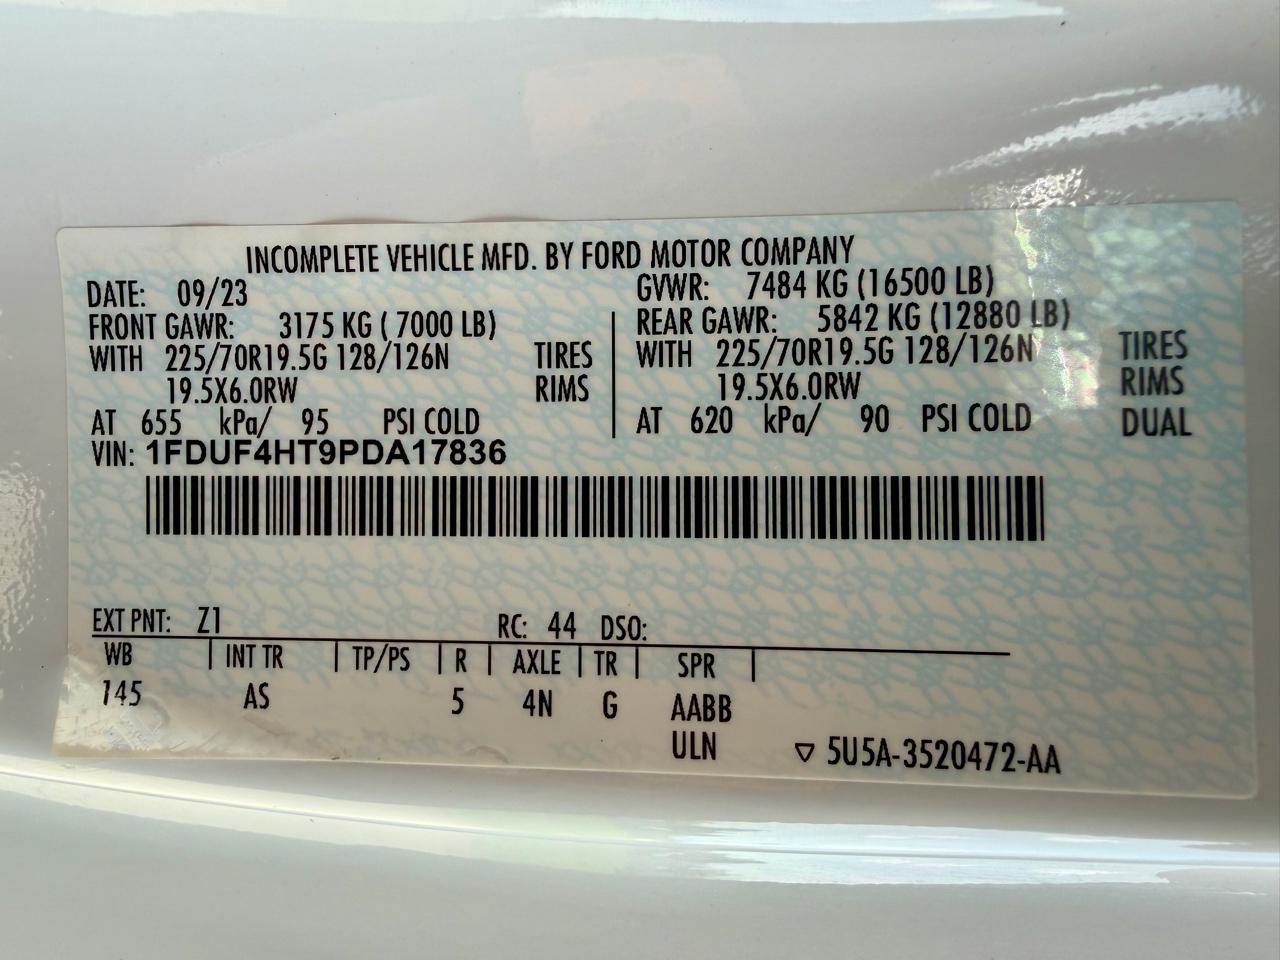 INCOMPLETE VEHICLE MFD. BY FORD MOTOR COMPANY
DATE: 09/23 GVWR: 7484 KG (16500 LB)
FRONT GAWR: 3175 KG ( 7000 LB) REAR GAWR: 5842 KG (12880 LB)
WITH 225/70R19.5G 128/126N TIRES WITH 225/70R19.5G 128/126N TIRES
19.5X6.0RW RIMS 19.5X6.0RW RIMS
AT 655 kPa/ 95 PSI COLD AT 620 kPa/ 90 PSI COLD DUAL
VIN: 1FDUF4HT9PDA17836
EXT PNT: Z1 RC: 44 DSO:
WB | INT TR | TP/PS | R | AXLE | TR | SPR |
145 AS 5 4N G AABB
ULN ▽ 5U5A-3520472-AA